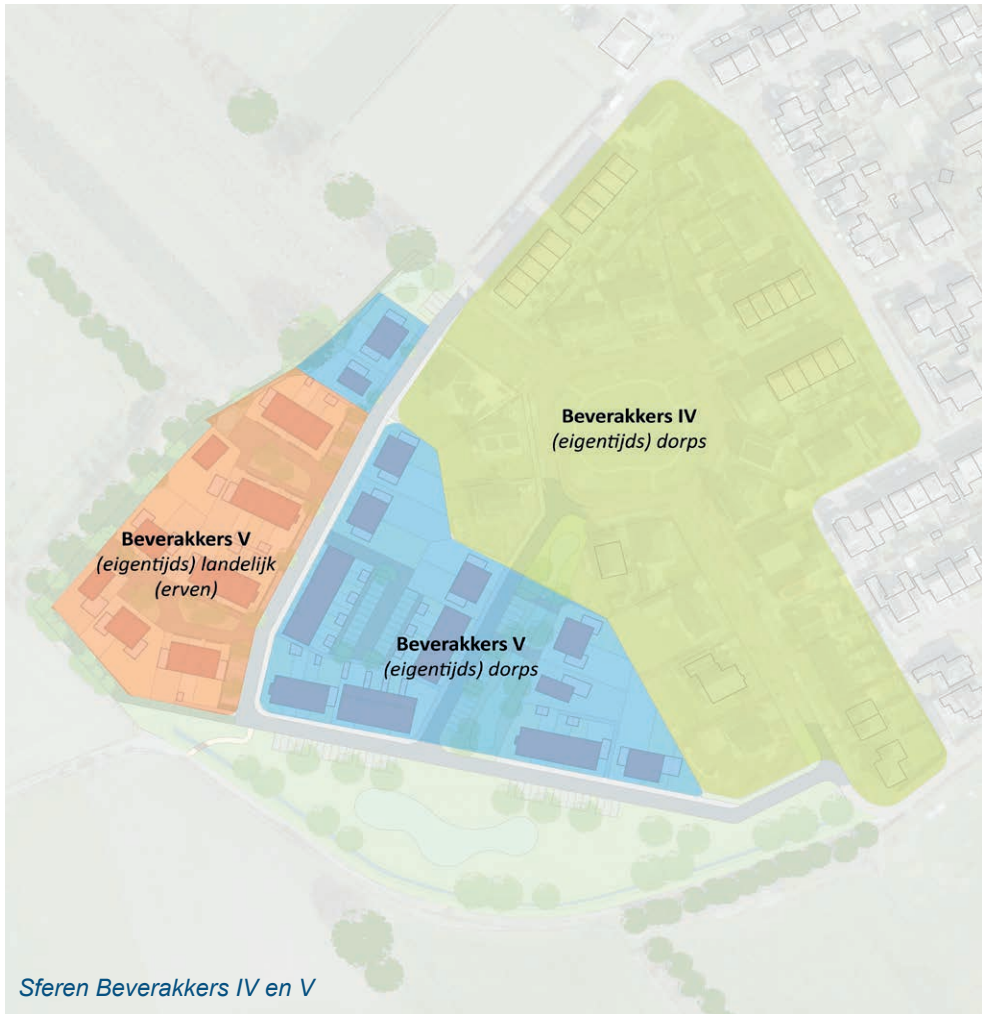 Beverakkers IV
(eigentijds) dorps
Beverakkers V
(eigentijds) landelijk
(erven)
Beverakkers V
(eigentijds) dorps
Sferen Beverakkers IV en V